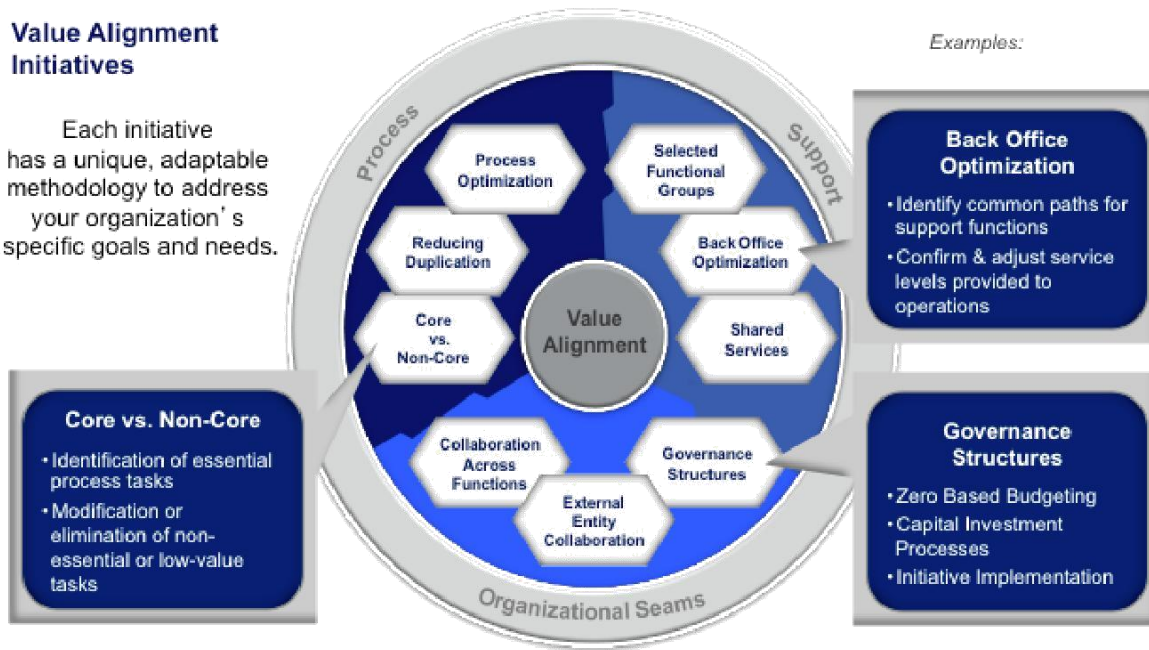 Value Alignment
Initiatives
Each initiative
has a unique, adaptable
methodology to address
your organization’s
specific goals and needs.
Examples:
Process
Support
Organizational Seams
Process
Optimization
Selected
Functional
Groups
Reducing
Duplication
Back Office
Optimization
Core
vs.
Non-Core
Value
Alignment
Shared
Services
Collaboration
Across
Functions
External
Entity
Collaboration
Governance
Structures
Back Office
Optimization
• Identify common paths for
support functions
• Confirm & adjust service
levels provided to
operations
Core vs. Non-Core
• Identification of essential
process tasks
• Modification or
elimination of non-
essential or low-value
tasks
Governance
Structures
• Zero Based Budgeting
• Capital Investment
Processes
• Initiative Implementation